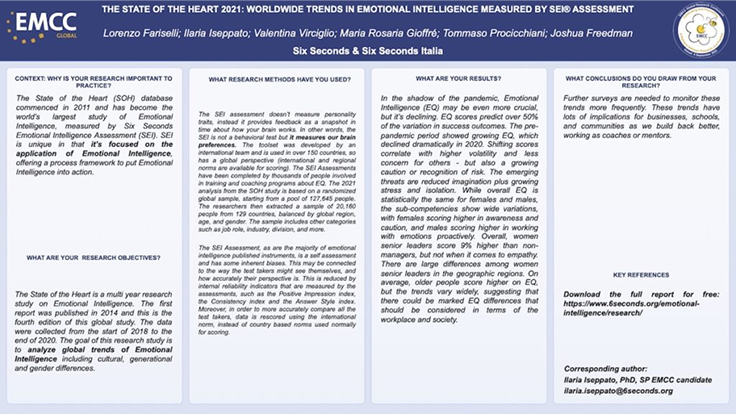 EMCC
GLOBAL
THE STATE OF THE HEART 2021: WORLDWIDE TRENDS IN EMOTIONAL INTELLIGENCE MEASURED BY SEI® ASSESSMENT
Lorenzo Fariselli; Ilaria Iseppato; Valentina Virciglio; Maria Rosaria Gioffré; Tommaso Procicchiani; Joshua Freedman
Six Seconds & Six Seconds Italia
EMCC
CONTEXT: WHY IS YOUR RESEARCH IMPORTANT TO
PRACTICE?
The State of the Heart (SOH) database
commenced in 2011 and has become the
world's largest study of Emotional
Intelligence, measured by Six Seconds
Emotional Intelligence Assessment (SEI). SEI
is unique in that it's focused on the
application of Emotional Intelligence,
offering a process framework to put Emotional
Intelligence into action.
WHAT ARE YOUR RESEARCH OBJECTIVES?
The State of the Heart is a multi year research
study on Emotional Intelligence. The first
report was published in 2014 and this is the
fourth edition of this global study. The data
were collected from the start of 2018 to the
end of 2020. The goal of this research study is
to analyze global trends of Emotional
Intelligence including cultural, generational
and gender differences.
WHAT RESEARCH METHODS HAVE YOU USED?
The SEI assessment doesn't measure personality
traits, instead it provides feedback as a snapshot in
time about how your brain works. In other words, the
SEI is not a behavioral test but it measures our brain
preferences. The toolset was developed by an
international team and is used in over 150 countries, so
has a global perspective (international and regional
norms are available for scoring). The SEI Assessments
have been completed by thousands of people involved
in training and coaching programs about EQ. The 2021
analysis from the SOH study is based on a randomized
global sample, starting from a pool of 127,645 people.
The researchers then extracted a sample of 20,160
people from 129 countries, balanced by global region,
age, and gender. The sample includes other categories
such as job role, industry, division, and more.
The SEI Assessment, as are the majority of emotional
intelligence published instruments, is a self assessment
and has some inherent biases. This may be connected
to the way the test takers might see themselves, and
how accurately their perspective is. This is reduced by
internal reliability indicators that are measured by the
assessments, such as the Positive Impression index,
the Consistency index and the Answer Style index.
Moreover, in order to more accurately compare all the
test takers, data is rescored using the international
norm, instead of country based norms used normally
for scoring.
WHAT ARE YOUR RESULTS?
In the shadow of the pandemic, Emotional
Intelligence (EQ) may be even more crucial,
but it's declining. EQ scores predict over 50%
of the variation in success outcomes. The pre-
pandemic period showed growing EQ, which
declined dramatically in 2020. Shifting scores
correlate with higher volatility and less
concern for others - but also a growing
caution or recognition of risk. The emerging
threats are reduced imagination plus growing
stress and isolation. While overall EQ is
statistically the same for females and males,
the sub-competencies show wide variations,
with females scoring higher in awareness and
caution, and males scoring higher in working
with emotions proactively. Overall, women
senior leaders score 9% higher than non-
managers, but not when it comes to empathy.
There are large differences among women
senior leaders in the geographic regions. On
average, older people score higher on EQ,
but the trends vary widely, suggesting that
there could be marked EQ differences that
should be considered in terms of the
workplace and society.
WHAT CONCLUSIONS DO YOU DRAW FROM YOUR
RESEARCH?
Further surveys are needed to monitor these
trends more frequently. These trends have
lots of implications for businesses, schools,
and communities as we build back better,
working as coaches or mentors.
KEY REFERENCES
Download the full report for free:
https://www.6seconds.org/emotional-
intelligence/research/
Corresponding author:
Ilaria Iseppato, PhD, SP EMCC candidate
ilaria.iseppato@6seconds.org